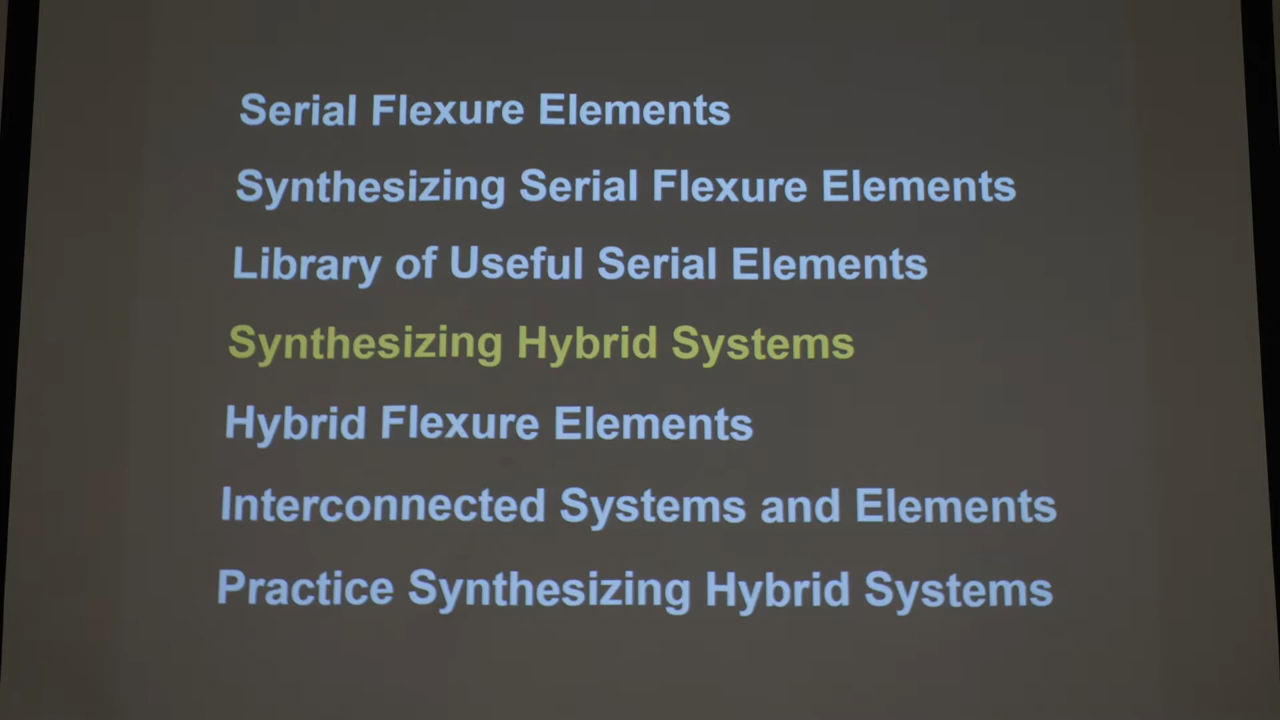 Serial Flexure Elements
Synthesizing Serial Flexure Elements
Library of Useful Serial Elements
Synthesizing Hybrid Systems
Hybrid Flexure Elements
Interconnected Systems and Elements
Practice Synthesizing Hybrid Systems